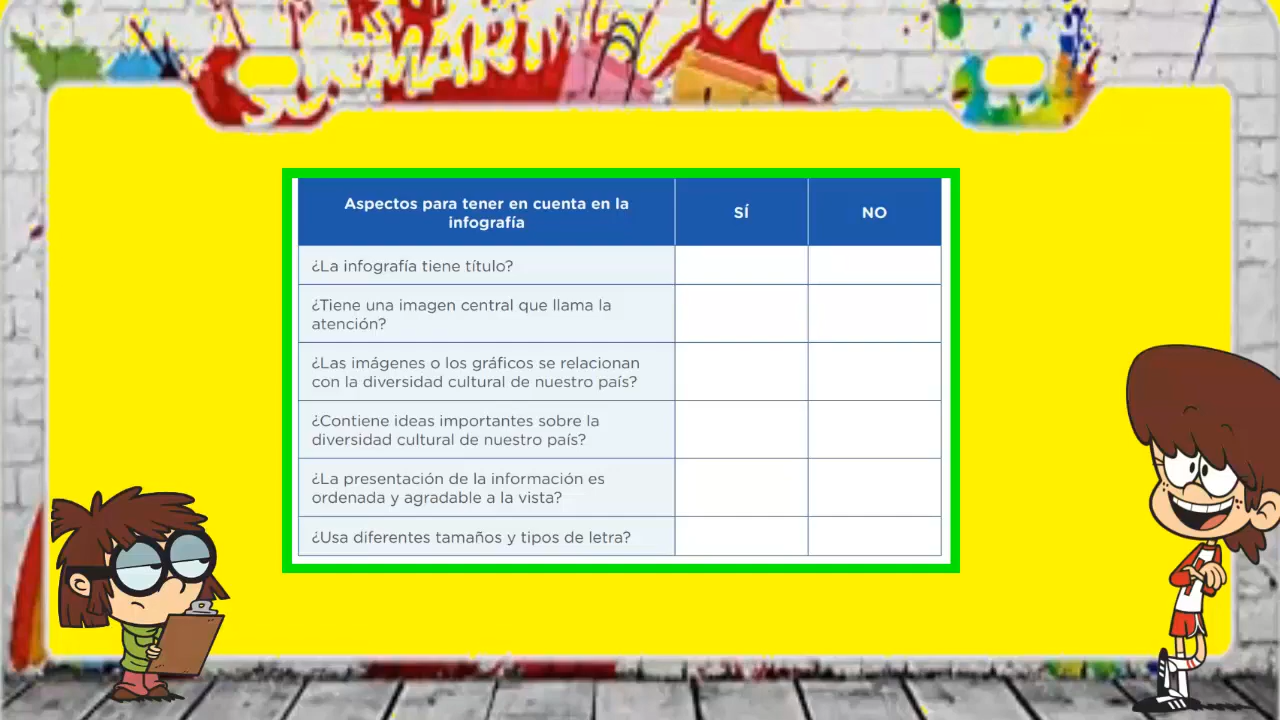 Aspectos para tener en cuenta en la
infografía
SÍ
NO
¿La infografía tiene título?
¿Tiene una imagen central que llama la
atención?
¿Las imágenes o los gráficos se relacionan
con la diversidad cultural de nuestro país?
¿Contiene ideas importantes sobre la
diversidad cultural de nuestro país?
¿La presentación de la información es
ordenada y agradable a la vista?
¿Usa diferentes tamaños y tipos de letra?